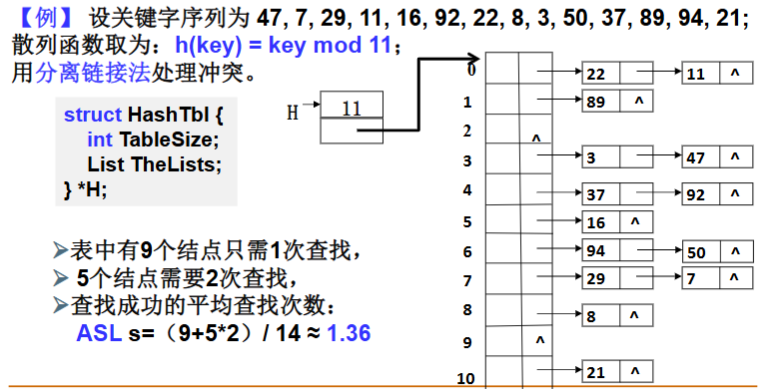 【例】 设关键字序列为 47, 7, 29, 11, 16, 92, 22, 8, 3, 50, 37, 89, 94, 21;
散列函数取为：h(key) = key mod 11；
用分离链接法处理冲突。
struct HashTbl {
int TableSize;
List TheLists;
} *H;
H 11
0 22 11 ^
1 89 ^
2 ^
3 3 47 ^
4 37 92 ^
5 16 ^
6 94 50 ^
7 29 7 ^
8 8 ^
9 ^
10 21 ^
➢表中有9个结点只需1次查找，
➢ 5个结点需要2次查找，
➢查找成功的平均查找次数：
ASL s=（9+5*2）/ 14 ≈ 1.36